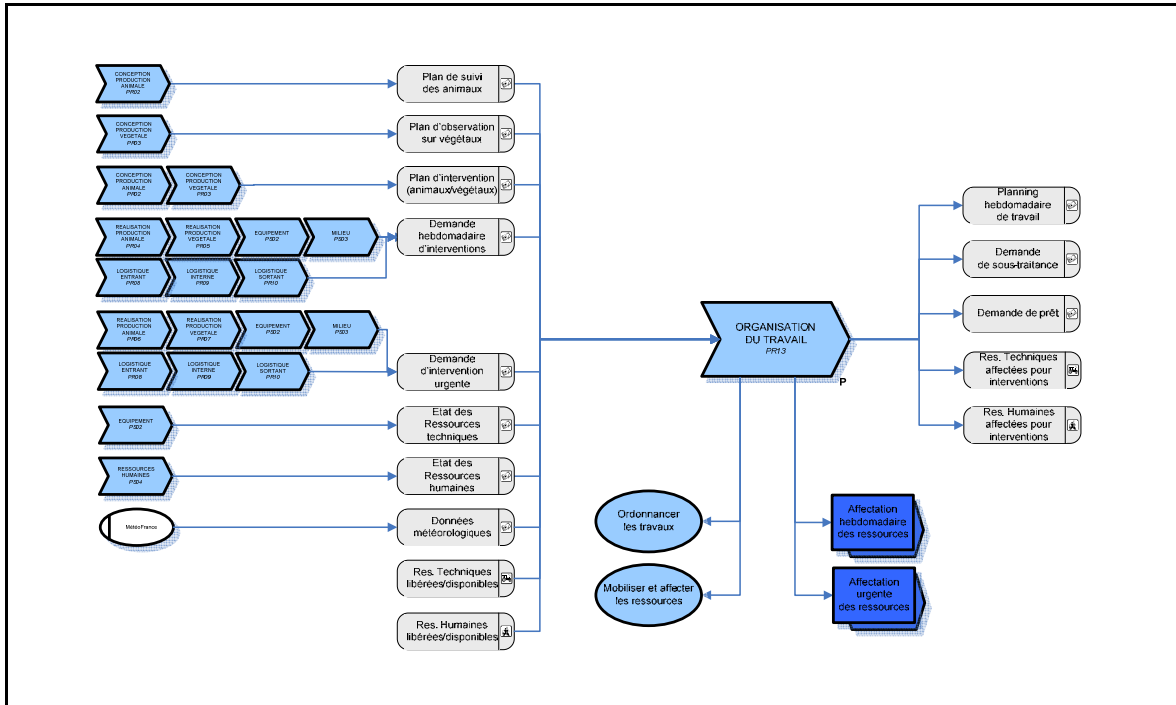 CONCEPTION
PRODUCTION
ANIMALE
PR02
Plan de suivi
des animaux
CONCEPTION
PRODUCTION
VEGETALE
PR03
Plan d'observation
sur végétaux
CONCEPTION
PRODUCTION
ANIMALE
PR02
CONCEPTION
PRODUCTION
VEGETALE
PR03
Plan d'intervention
(animaux/végétaux)
REALISATION
PRODUCTION
ANIMALE
PR04
REALISATION
PRODUCTION
VEGETALE
PR05
EQUIPEMENT
PS02
MILIEU
PS03
Demande
hebdomadaire
d'interventions
LOGISTIQUE
ENTRANT
PR08
LOGISTIQUE
INTERNE
PR09
LOGISTIQUE
SORTANT
PR10
REALISATION
PRODUCTION
ANIMALE
PR06
REALISATION
PRODUCTION
VEGETALE
PR07
EQUIPEMENT
PS02
MILIEU
PS03
LOGISTIQUE
ENTRANT
PR08
LOGISTIQUE
INTERNE
PR09
LOGISTIQUE
SORTANT
PR10
Demande
d'intervention
urgente
EQUIPEMENT
PS02
Etat des
Ressources
techniques
RESSOURCES
HUMAINES
PS04
Etat des
Ressources
humaines
MétéoFrance
Données
météorologiques
Res. Techniques
libérées/disponibles
Res. Humaines
libérées/disponibles
ORGANISATION
DU TRAVAIL
PR13
P
Ordonnancer
les travaux
Mobiliser et affecter
les ressources
Affectation
hebdomadaire
des ressources
Affectation
urgente
des ressources
Planning
hebdomadaire
de travail
Demande
de sous-traitance
Demande de prêt
Res. Techniques
affectées pour
interventions
Res. Humaines
affectées pour
interventions